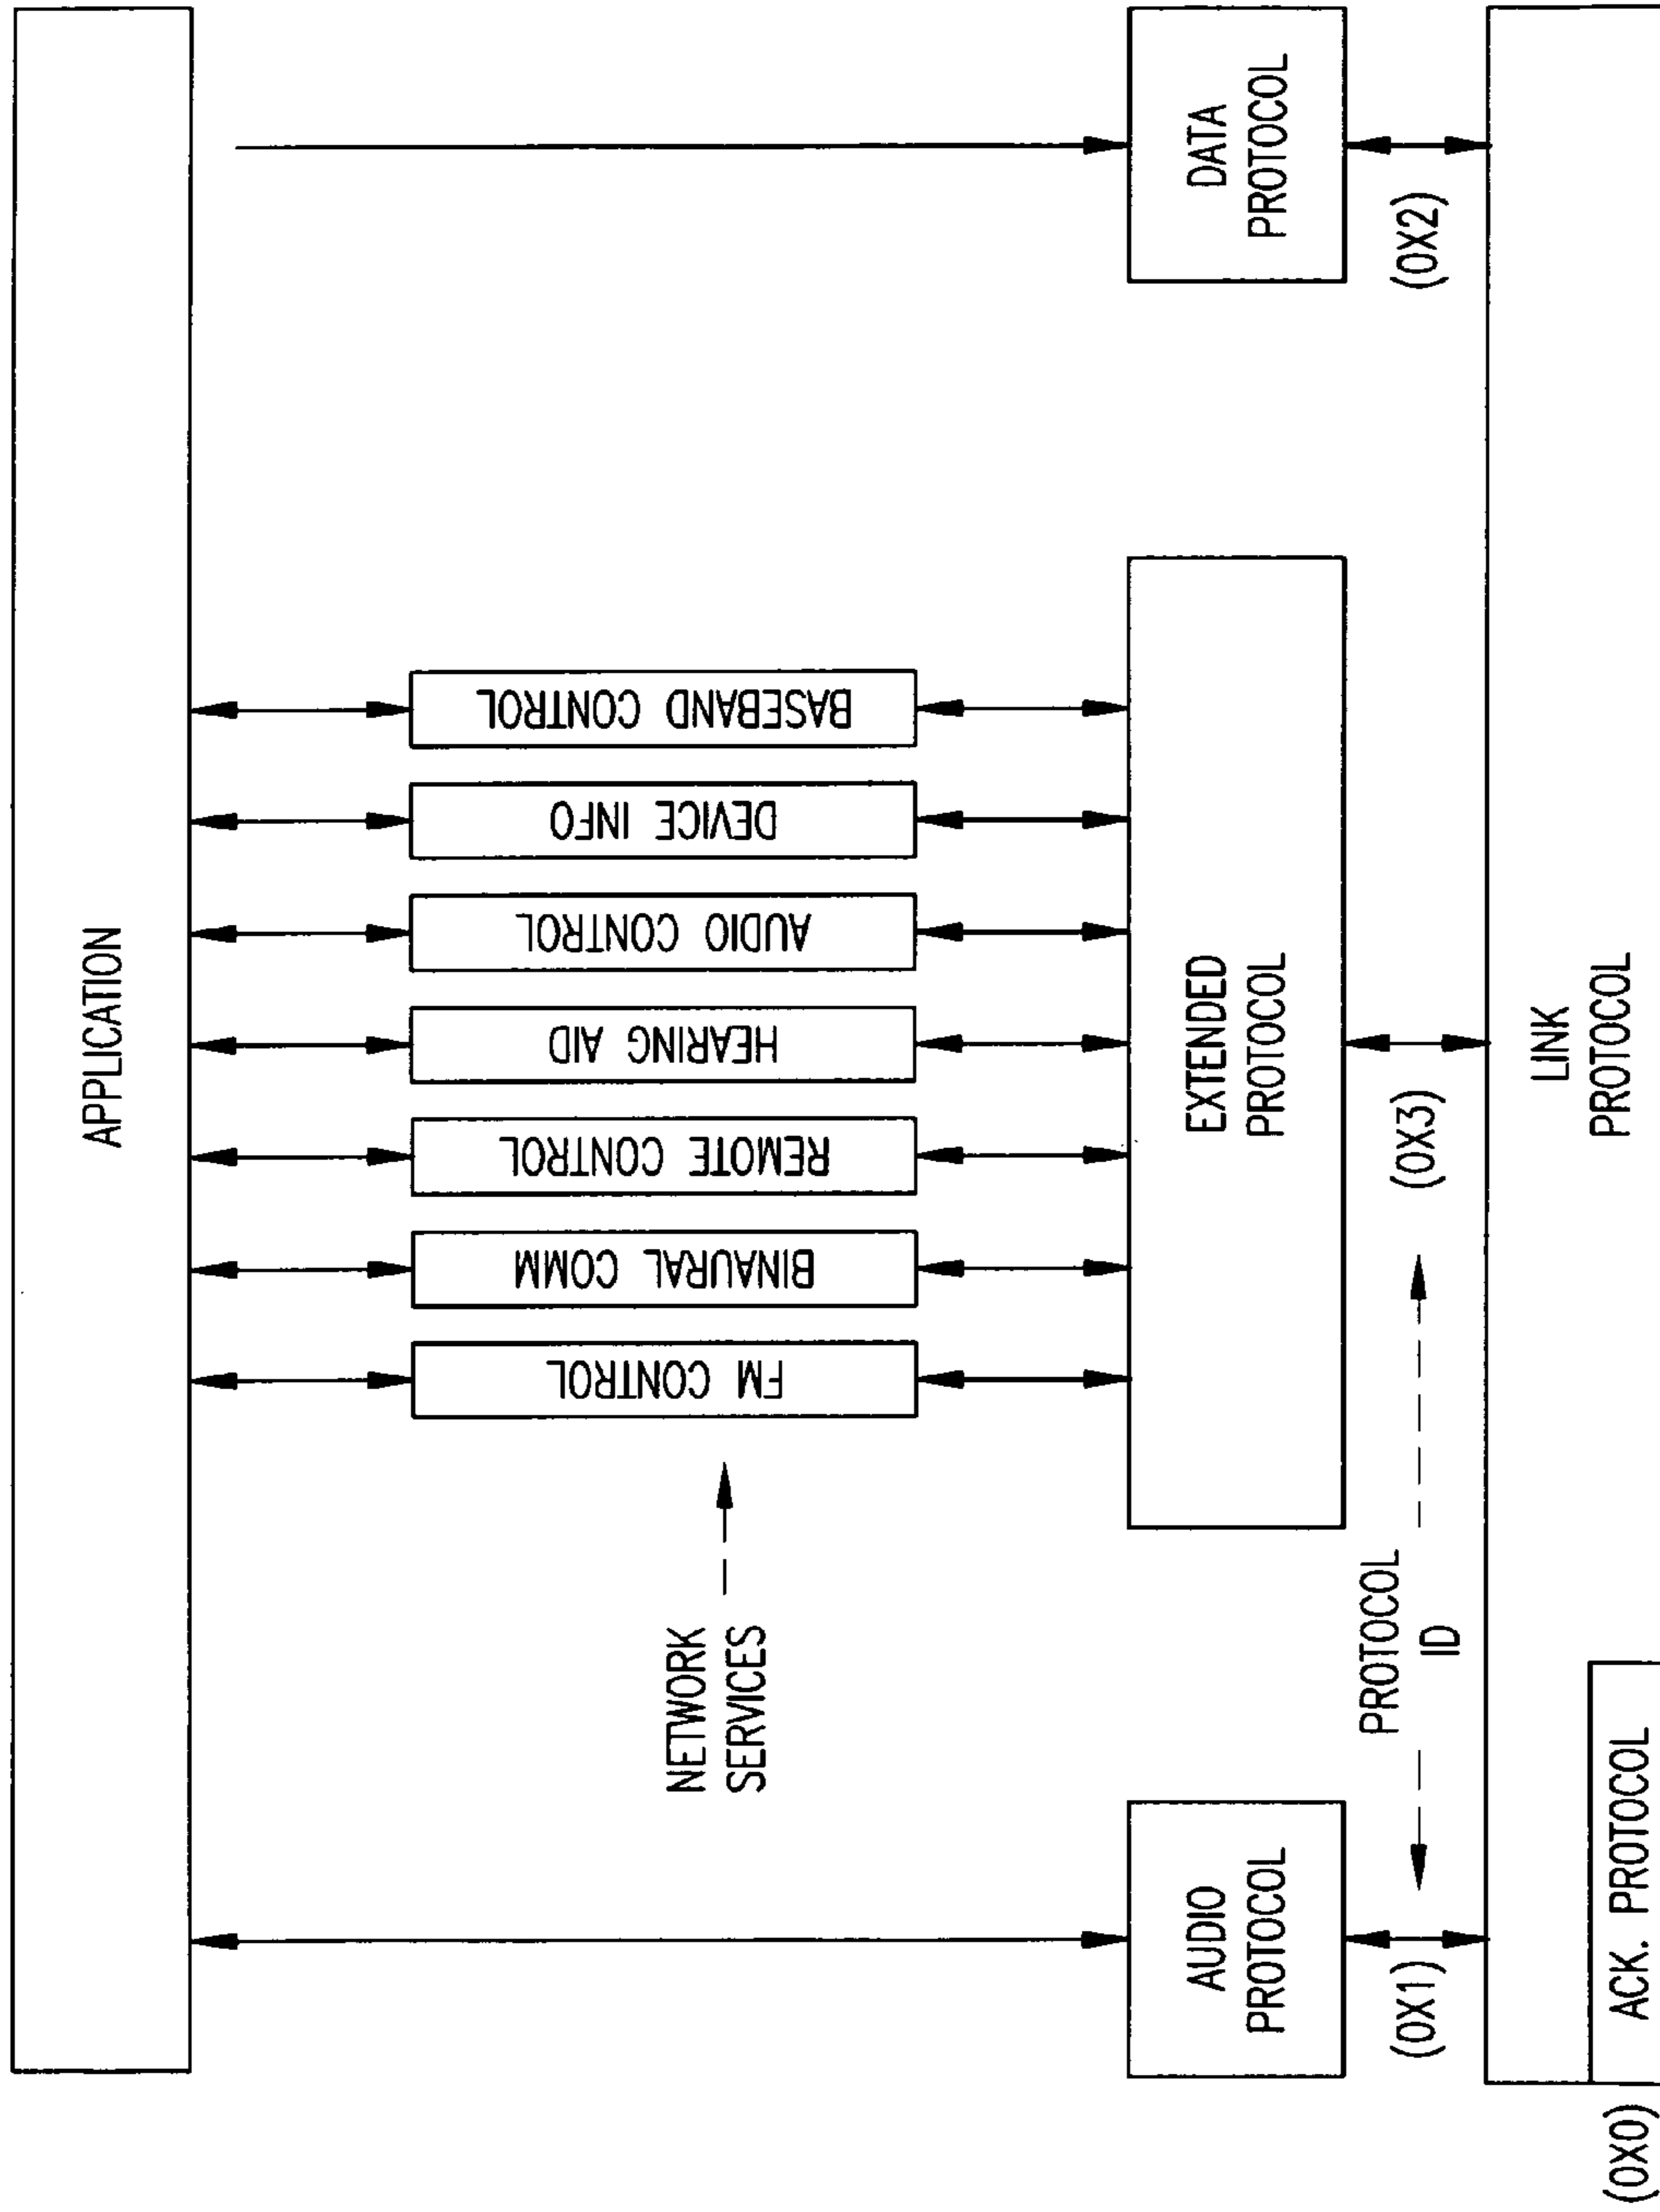 APPLICATION
FM CONTROL
BINAURAL COMM
REMOTE CONTROL
HEARING AID
AUDIO CONTROL
DEVICE INFO
BASEBAND CONTROL
NETWORK
SERVICES
AUDIO
PROTOCOL
EXTENDED
PROTOCOL
DATA
PROTOCOL
(0X1)
PROTOCOL
ID
(0X3)
(0X2)
LINK
PROTOCOL
(0X0)
ACK. PROTOCOL